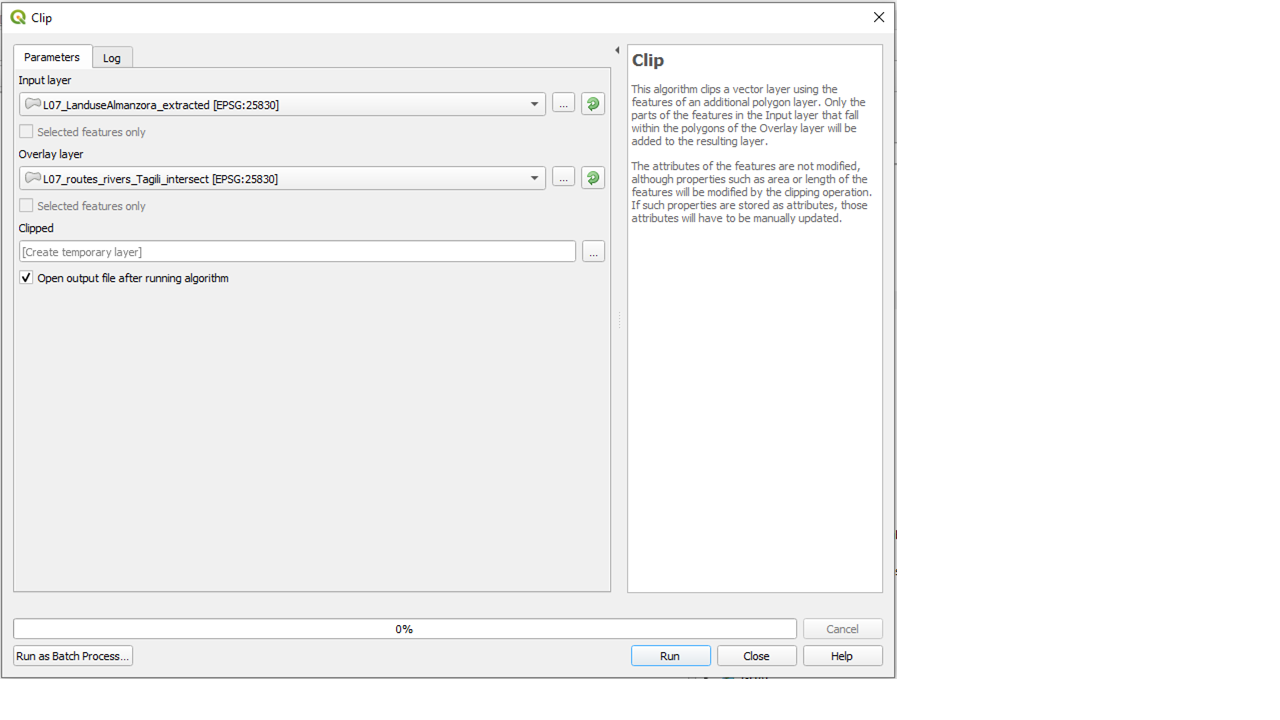 Clip
Parameters
Log
Input layer
L07_LanduseAlmanzora_extracted [EPSG:25830]
...
Selected features only
Overlay layer
L07_routes_rivers_Tagili_intersect [EPSG:25830]
...
Selected features only
Clipped
[Create temporary layer]
...
Open output file after running algorithm
Clip
This algorithm clips a vector layer using the
features of an additional polygon layer. Only the
parts of the features in the Input layer that fall
within the polygons of the Overlay layer will be
added to the resulting layer.
The attributes of the features are not modified,
although properties such as area or length of the
features will be modified by the clipping operation.
If such properties are stored as attributes, those
attributes will have to be manually updated.
0%
Cancel
Run as Batch Process...
Run
Close
Help